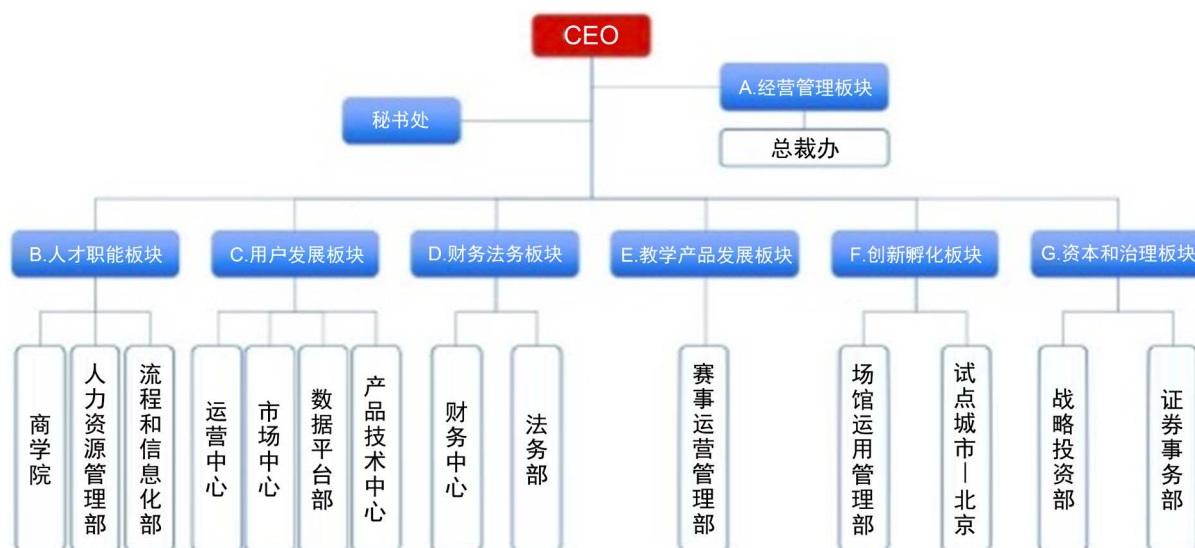 CEO
A.经营管理板块
秘书处
总裁办
B.人才职能板块
C.用户发展板块
D.财务法务板块
E.教学产品发展板块
F.创新孵化板块
G.资本和治理板块
商学院
人力资源管理部
流程和信息化部
运营中心
市场中心
数据平台部
产品技术中心
财务中心
法务部
赛事运营管理部
场馆运用管理部
试点城市—北京
战略投资部
证券事务部